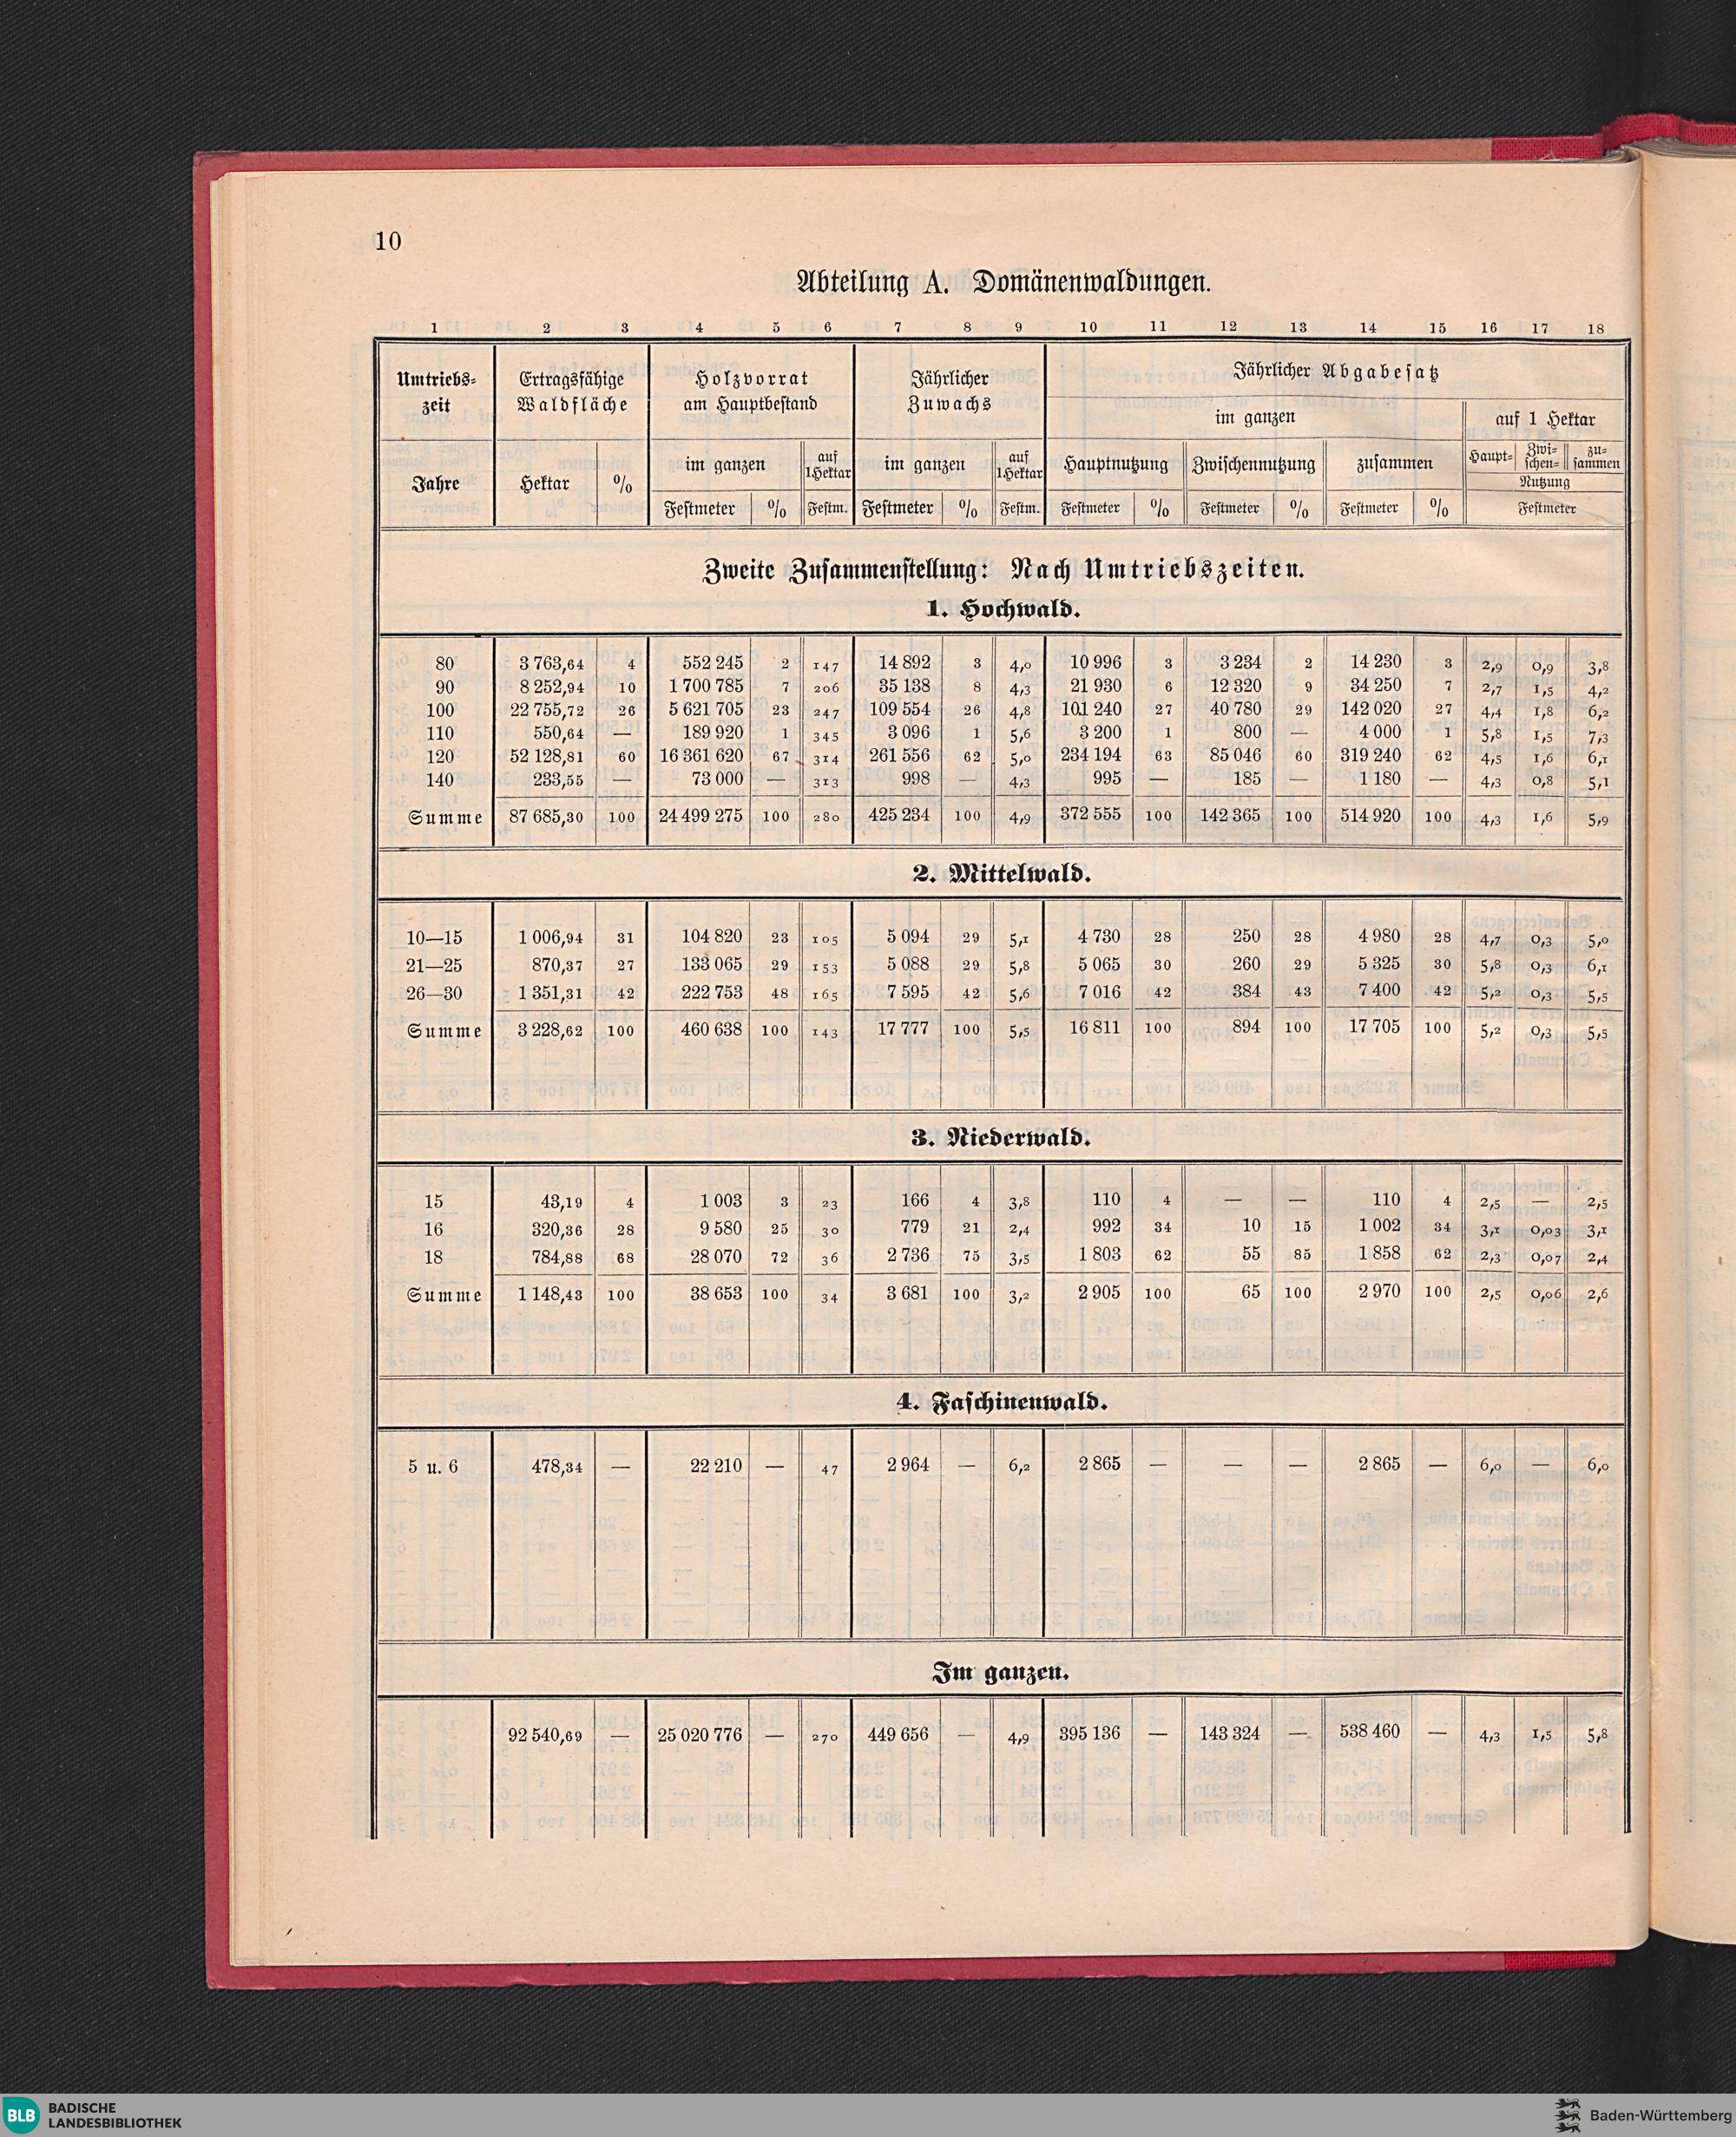 10
Abteilung A. Domänenwaldungen.
1 2 3 4 5 6 7 8 9 10 11 12 13 14 15 16 17 18
Umtriebs-
zeit
Jahre
Ertragsfähige
Waldfläche
Hektar %
Holzvorrat
am Hauptbestand
im ganzen auf 1 Hektar
Festmeter % Festm.
Jährlicher
Zuwachs
im ganzen auf 1 Hektar
Festmeter % Festm.
Jährlicher Abgabesatz
im ganzen auf 1 Hektar
Hauptnutzung Zwischennutzung zusammen Haupt- Zwi-schen- zu-sammen
Nutzung
Festmeter % Festmeter % Festmeter % Festmeter
Zweite Zusammenstellung: Nach Umtriebszeiten.
1. Hochwald.
80 3 763,64 4 552 245 2 147 14 892 3 4,0 10 996 3 3 234 2 14 230 3 2,9 0,9 3,8
90 8 252,94 10 1 700 785 7 206 35 138 8 4,3 21 930 6 12 320 9 34 250 7 2,7 1,5 4,2
100 22 755,72 26 5 621 705 23 247 109 554 26 4,8 101 240 27 40 780 29 142 020 27 4,4 1,8 6,2
110 550,64 — 189 920 1 345 3 096 1 5,6 3 200 1 800 — 4 000 1 5,8 1,5 7,3
120 52 128,81 60 16 361 620 67 314 261 556 62 5,0 234 194 63 85 046 60 319 240 62 4,5 1,6 6,1
140 233,55 — 73 000 — 313 998 — 4,3 995 — 185 — 1 180 — 4,3 0,8 5,1
Summe 87 685,30 100 24 499 275 100 280 425 234 100 4,9 372 555 100 142 365 100 514 920 100 4,3 1,6 5,9
2. Mittelwald.
10—15 1 006,94 31 104 820 23 105 5 094 29 5,1 4 730 28 250 28 4 980 28 4,7 0,3 5,0
21—25 870,37 27 133 065 29 153 5 088 29 5,8 5 065 30 260 29 5 325 30 5,8 0,3 6,1
26—30 1 351,31 42 222 753 48 165 7 595 42 5,6 7 016 42 384 43 7 400 42 5,2 0,3 5,5
Summe 3 228,62 100 460 638 100 143 17 777 100 5,5 16 811 100 894 100 17 705 100 5,2 0,3 5,5
3. Niederwald.
15 43,19 4 1 003 3 23 166 4 3,8 110 4 — — 110 4 2,5 — 2,5
16 320,36 28 9 580 25 30 779 21 2,4 992 34 10 15 1 002 34 3,1 0,03 3,1
18 784,88 68 28 070 72 36 2 736 75 3,5 1 803 62 55 85 1 858 62 2,3 0,07 2,4
Summe 1 148,43 100 38 653 100 34 3 681 100 3,2 2 905 100 65 100 2 970 100 2,5 0,06 2,6
4. Faschinenwald.
5 u. 6 478,34 — 22 210 — 47 2 964 — 6,2 2 865 — — — 2 865 — 6,0 — 6,0
Im ganzen.
92 540,69 — 25 020 776 — 270 449 656 — 4,9 395 136 — 143 324 — 538 460 — 4,3 1,5 5,8
BLB BADISCHE
LANDESBIBLIOTHEK
Baden-Württemberg